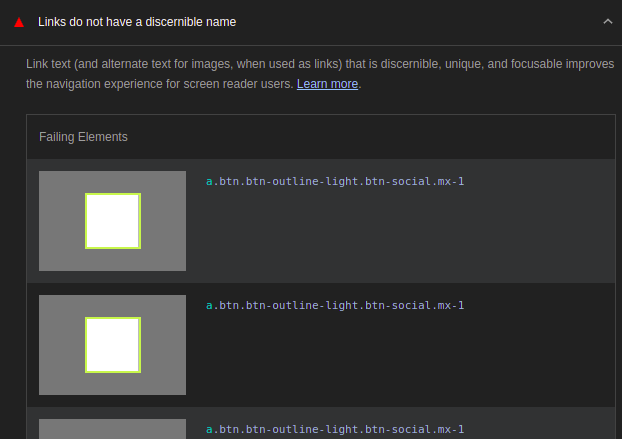 Links do not have a discernible name
Link text (and alternate text for images, when used as links) that is discernible, unique, and focusable improves
the navigation experience for screen reader users. Learn more.
Failing Elements
a.btn.btn-outline-light.btn-social.mx-1
a.btn.btn-outline-light.btn-social.mx-1
a.btn.btn-outline-light.btn-social.mx-1